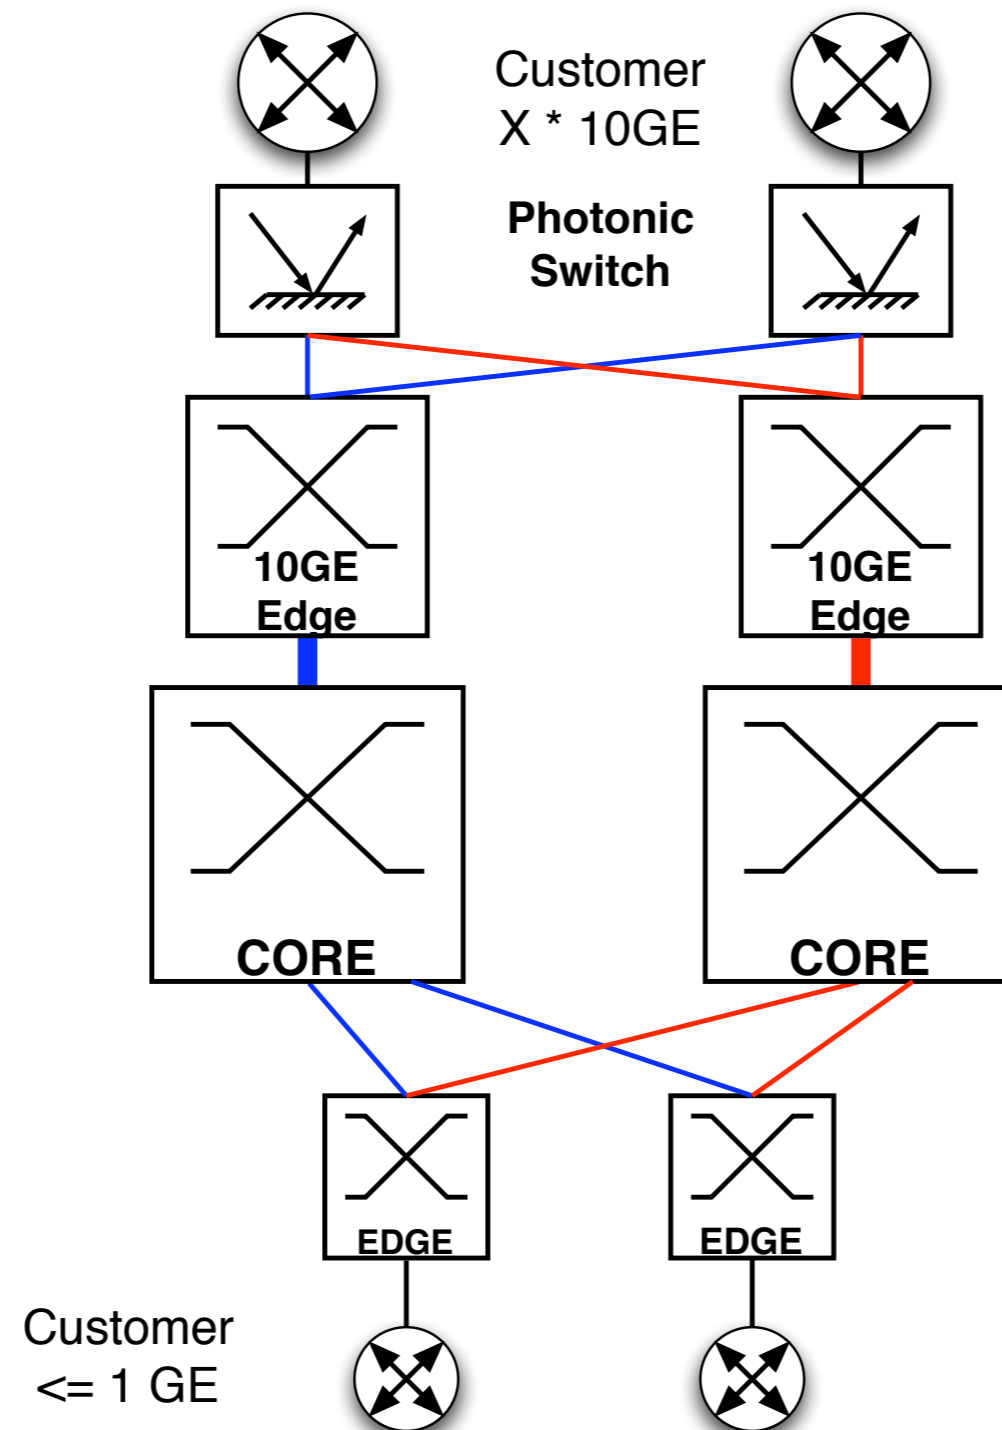 Customer
X * 10GE
Photonic
Switch
10GE
Edge
10GE
Edge
CORE
CORE
EDGE
EDGE
Customer
<= 1 GE